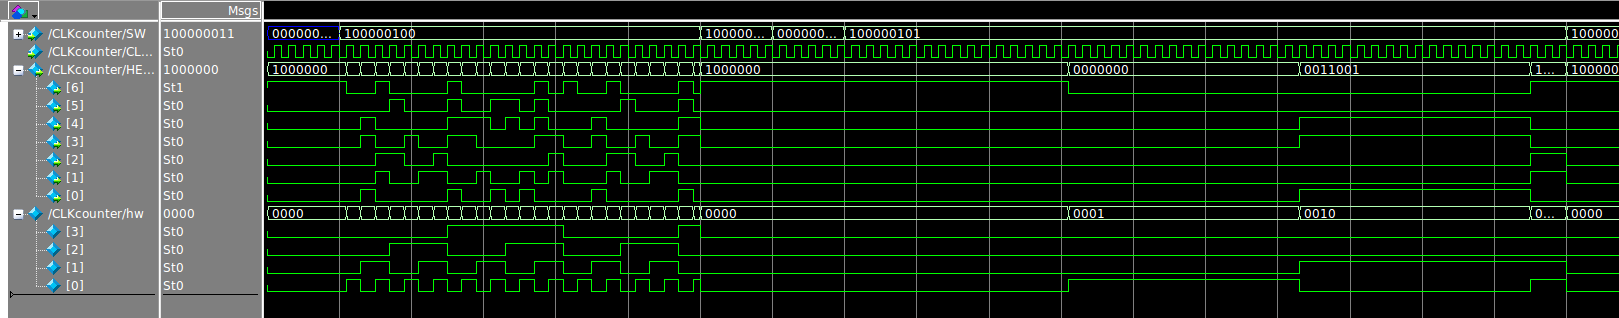 Msgs
/CLKcounter/SW 100000011 000000... 100000100 100000... 000000... 100000101 100000
/CLKcounter/CL... St0
/CLKcounter/HE... 1000000 1000000 1000000 0000000 0011001 1... 100000
[6] St1
[5] St0
[4] St0
[3] St0
[2] St0
[1] St0
[0] St0
/CLKcounter/hw 0000 0000 0000 0001 0010 0... 0000
[3] St0
[2] St0
[1] St0
[0] St0